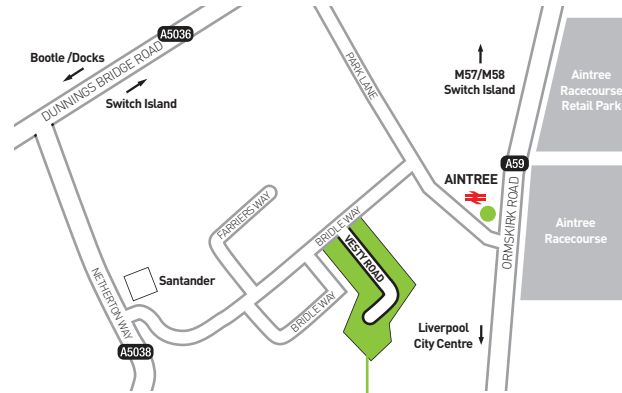 A5036
Bootle /Docks
DUNNINGS BRIDGE ROAD
Switch Island
PARK LANE
M57/M58
Switch Island
Aintree
Racecourse
Retail Park
A59
AINTREE
ORMSKIRK ROAD
Aintree
Racecourse
FARRIERS WAY
BRIDLE WAY
VESTY ROAD
NETHERTON WAY
Santander
BRIDLE WAY
Liverpool
City Centre
A5038